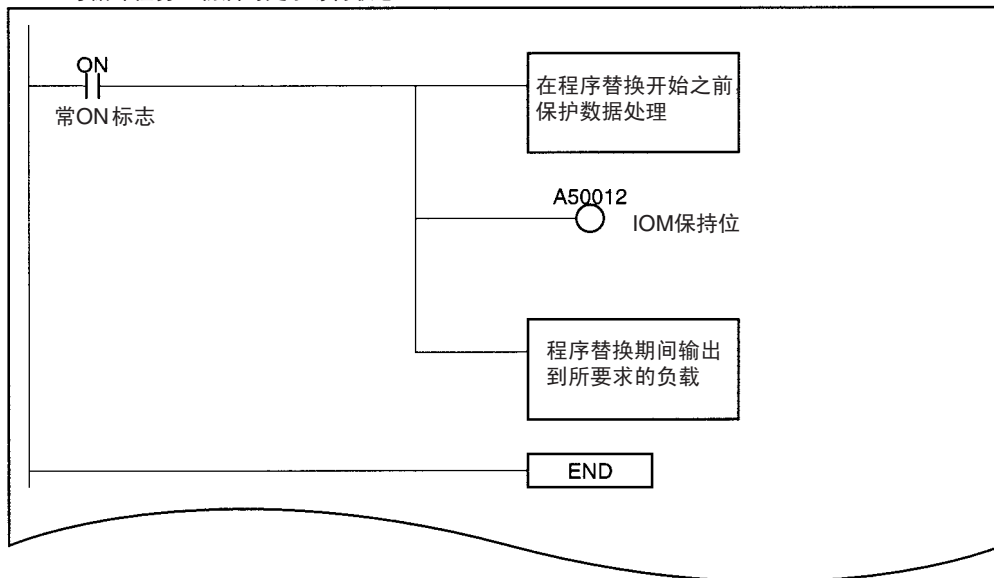 ON
常ON标志
在程序替换开始之前
保护数据处理
A50012
IOM保持位
程序替换期间输出
到所要求的负载
END